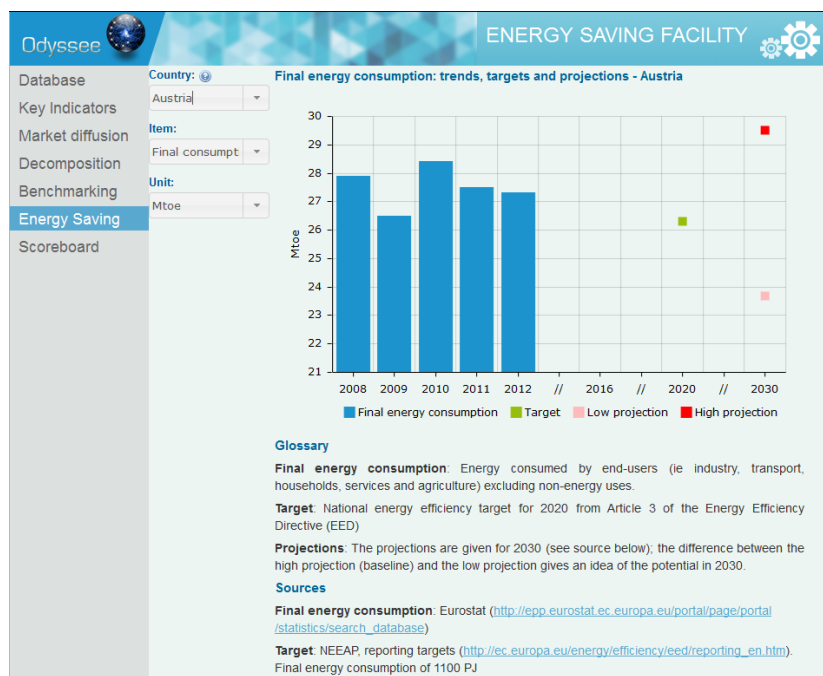 Odyssee
ENERGY SAVING FACILITY
Database
Key Indicators
Market diffusion
Decomposition
Benchmarking
Energy Saving
Scoreboard
Country:
Austria
Item:
Final consumpt
Unit:
Mtoe
Final energy consumption: trends, targets and projections - Austria
30
29
28
27
26
25
24
23
22
21
Mtoe
2008 2009 2010 2011 2012 // 2016 // 2020 // 2030
Final energy consumption Target Low projection High projection
Glossary
Final energy consumption: Energy consumed by end-users (ie industry, transport,
households, services and agriculture) excluding non-energy uses.
Target: National energy efficiency target for 2020 from Article 3 of the Energy Efficiency
Directive (EED)
Projections: The projections are given for 2030 (see source below); the difference between the
high projection (baseline) and the low projection gives an idea of the potential in 2030.
Sources
Final energy consumption: Eurostat (http://epp.eurostat.ec.europa.eu/portal/page/portal
/statistics/search_database)
Target: NEEAP, reporting targets (http://ec.europa.eu/energy/efficiency/eed/reporting_en.htm).
Final energy consumption of 1100 PJ